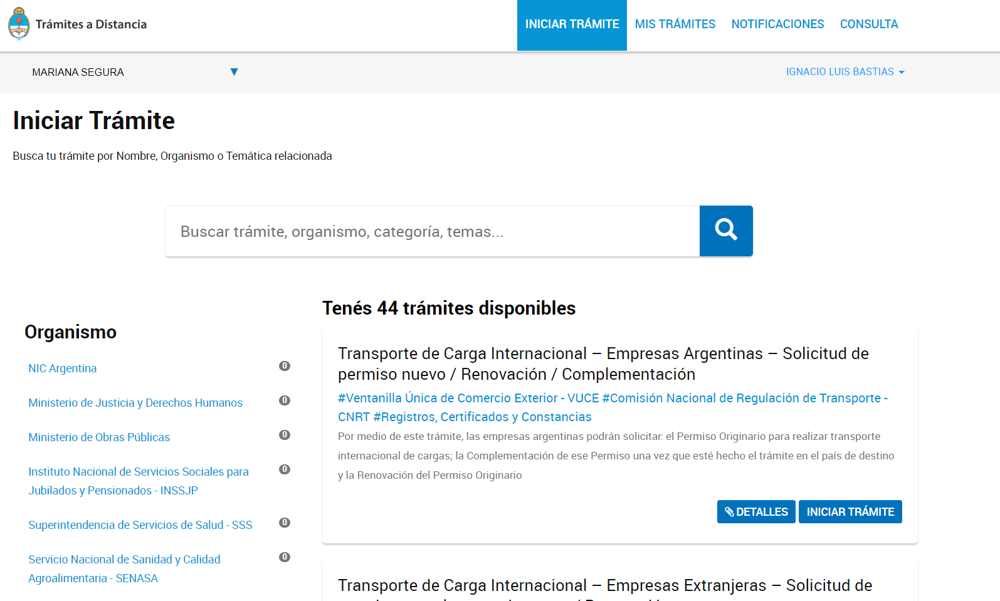 Trámites a Distancia
INICIAR TRÁMITE
MIS TRÁMITES
NOTIFICACIONES
CONSULTA
MARIANA SEGURA
IGNACIO LUIS BASTIAS
Iniciar Trámite
Busca tu trámite por Nombre, Organismo o Temática relacionada
Buscar trámite, organismo, categoría, temas...
Organismo
NIC Argentina 0
Ministerio de Justicia y Derechos Humanos 0
Ministerio de Obras Públicas 0
Instituto Nacional de Servicios Sociales para 0
Jubilados y Pensionados - INSSJP
Superintendencia de Servicios de Salud - SSS 0
Servicio Nacional de Sanidad y Calidad 0
Agroalimentaria - SENASA
Tenés 44 trámites disponibles
Transporte de Carga Internacional – Empresas Argentinas – Solicitud de
permiso nuevo / Renovación / Complementación
#Ventanilla Única de Comercio Exterior - VUCE #Comisión Nacional de Regulación de Transporte -
CNRT #Registros, Certificados y Constancias
Por medio de este trámite, las empresas argentinas podrán solicitar: el Permiso Originario para realizar transporte
internacional de cargas; la Complementación de ese Permiso una vez que esté hecho el trámite en el país de destino
y la Renovación del Permiso Originario
DETALLES
INICIAR TRÁMITE
Transporte de Carga Internacional – Empresas Extranjeras – Solicitud de